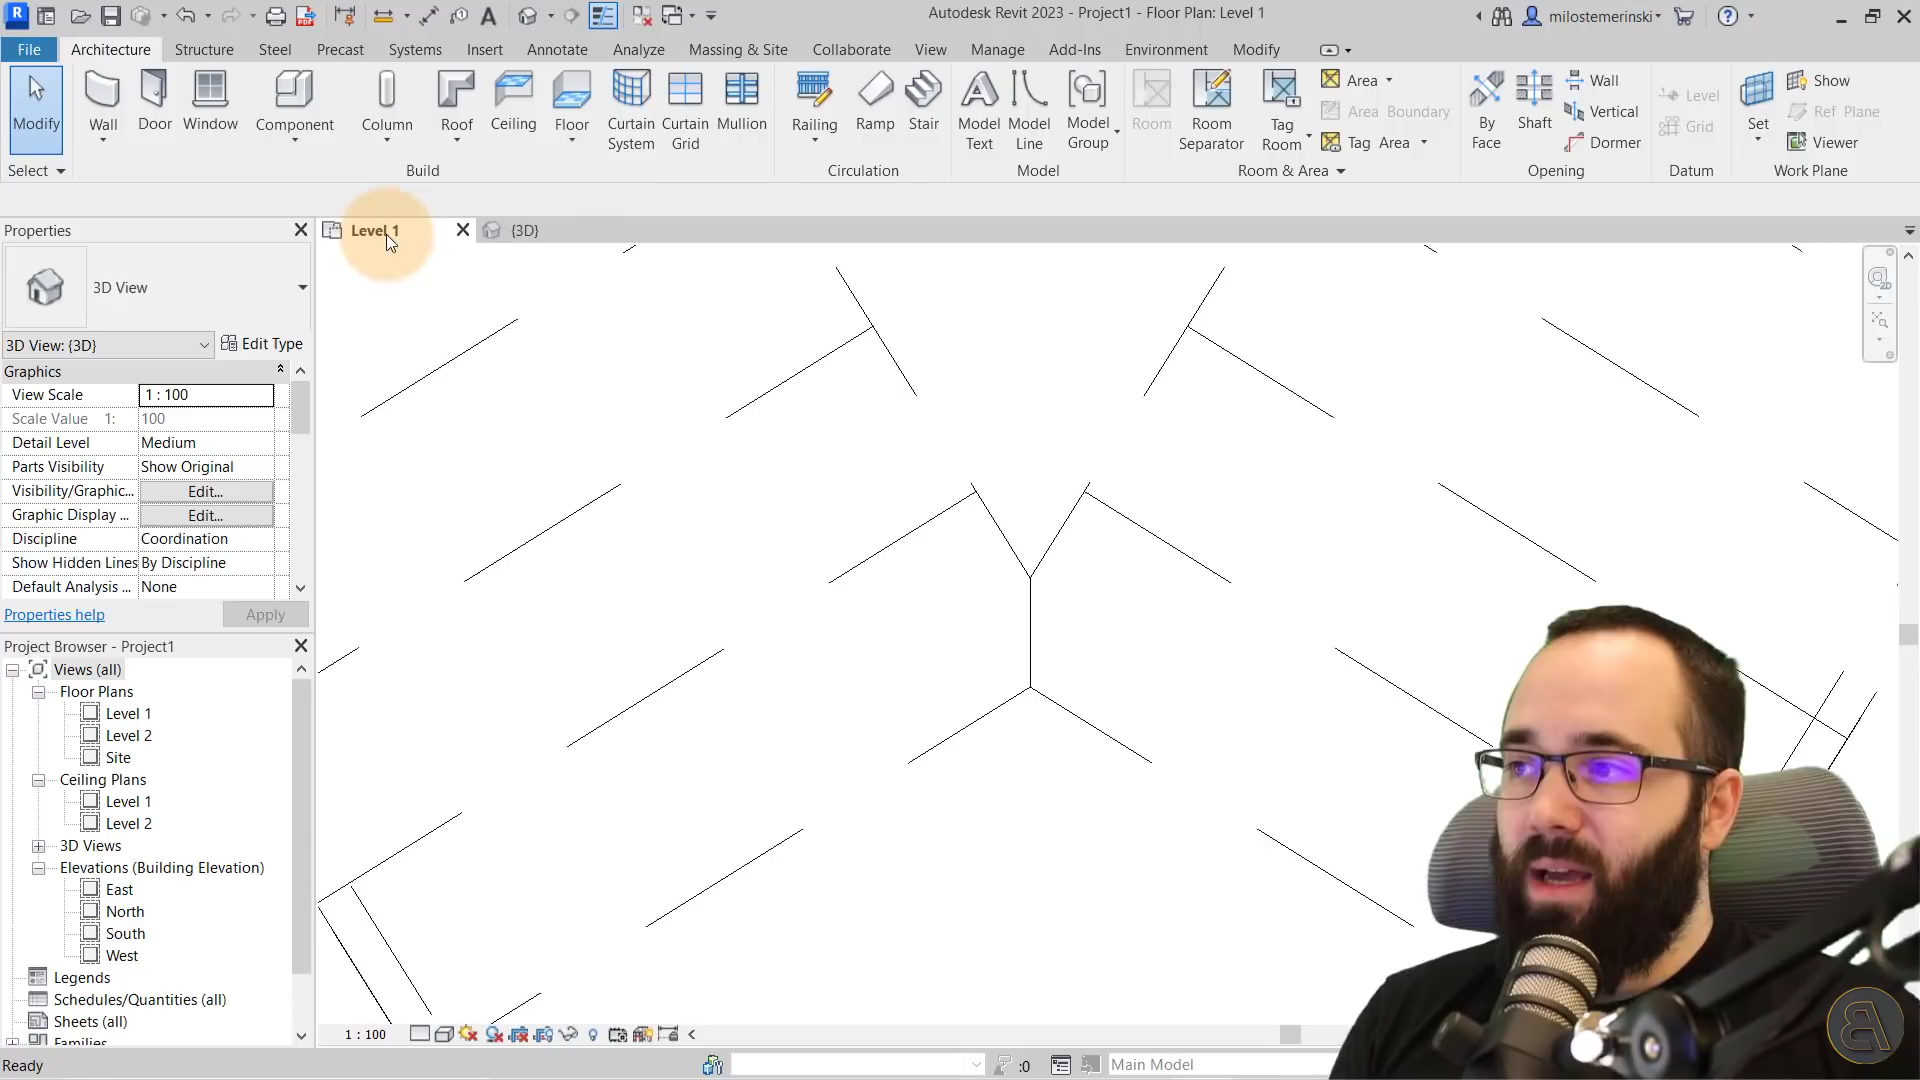 Autodesk Revit 2023 - Project1 - Floor Plan: Level 1
milostemerinski
File Architecture Structure Steel Precast Systems Insert Annotate Analyze Massing & Site Collaborate View Manage Add-Ins Environment Modify
Modify
Wall
Door
Window
Component
Column
Roof
Ceiling
Floor
Curtain System
Curtain Grid
Mullion
Railing
Ramp
Stair
Model Text
Model Line
Model Group
Room
Room Separator
Tag Room
Area
Area Boundary
Tag Area
By Face
Shaft
Wall
Vertical
Dormer
Level
Grid
Set
Show
Ref Plane
Viewer
Select
Build
Circulation
Model
Room & Area
Opening
Datum
Work Plane
Properties
Level 1
{3D}
3D View
3D View: {3D}
Edit Type
Graphics
View Scale 1 : 100
Scale Value 1: 100
Detail Level Medium
Parts Visibility Show Original
Visibility/Graphic... Edit...
Graphic Display ... Edit...
Discipline Coordination
Show Hidden Lines By Discipline
Default Analysis ... None
Properties help Apply
Project Browser - Project1
Views (all)
Floor Plans
Level 1
Level 2
Site
Ceiling Plans
Level 1
Level 2
3D Views
Elevations (Building Elevation)
East
North
South
West
Legends
Schedules/Quantities (all)
Sheets (all)
Families
2D
1 : 100
Ready
:0
Main Model